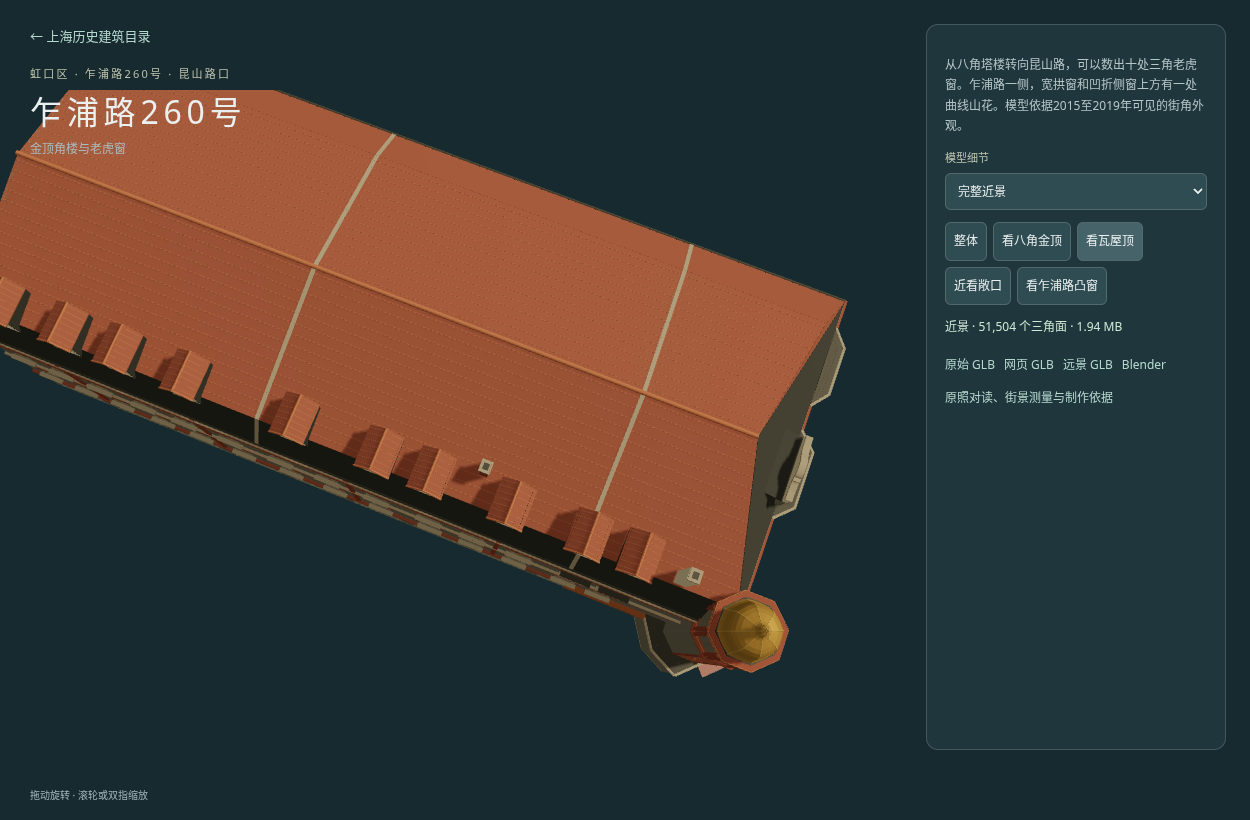 ← 上海历史建筑目录
虹口区 · 乍浦路260号 · 昆山路口
乍浦路260号
金顶角楼与老虎窗
从八角塔楼转向昆山路，可以数出十处三角老虎
窗。乍浦路一侧，宽拱窗和凹折侧窗上方有一处
曲线山花。模型依据2015至2019年可见的街角外
观。
模型细节
完整近景
整体 看八角金顶 看瓦屋顶
近看敞口 看乍浦路凸窗
近景 · 51,504 个三角面 · 1.94 MB
原始 GLB 网页 GLB 远景 GLB Blender
原照对读、街景测量与制作依据
拖动旋转 · 滚轮或双指缩放